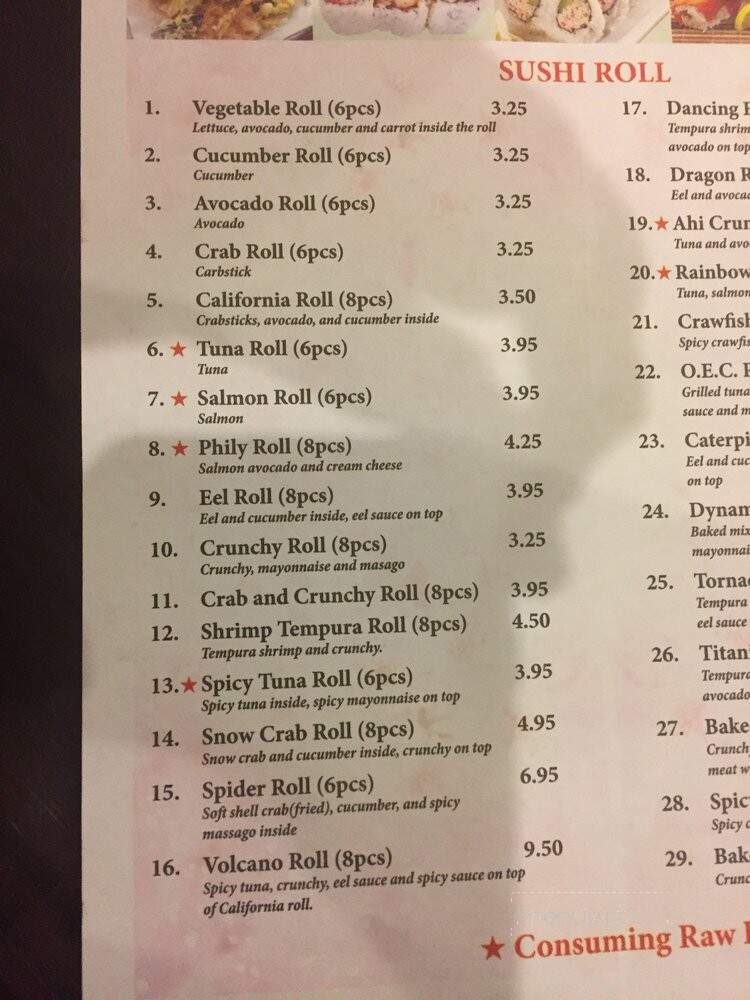 SUSHI ROLL
1. Vegetable Roll (6pcs) 3.25
Lettuce, avocado, cucumber and carrot inside the roll
2. Cucumber Roll (6pcs) 3.25
Cucumber
3. Avocado Roll (6pcs) 3.25
Avocado
4. Crab Roll (6pcs) 3.25
Carbstick
5. California Roll (8pcs) 3.50
Crabsticks, avocado, and cucumber inside
6. ★ Tuna Roll (6pcs) 3.95
Tuna
7. ★ Salmon Roll (6pcs) 3.95
Salmon
8. ★ Phily Roll (8pcs) 4.25
Salmon avocado and cream cheese
9. Eel Roll (8pcs) 3.95
Eel and cucumber inside, eel sauce on top
10. Crunchy Roll (8pcs) 3.25
Crunchy, mayonnaise and masago
11. Crab and Crunchy Roll (8pcs) 3.95
12. Shrimp Tempura Roll (8pcs) 4.50
Tempura shrimp and crunchy.
13.★ Spicy Tuna Roll (6pcs) 3.95
Spicy tuna inside, spicy mayonnaise on top
14. Snow Crab Roll (8pcs) 4.95
Snow crab and cucumber inside, crunchy on top
15. Spider Roll (6pcs) 6.95
Soft shell crab(fried), cucumber, and spicy
massago inside
16. Volcano Roll (8pcs) 9.50
Spicy tuna, crunchy, eel sauce and spicy sauce on top
of California roll.
17. Dancing
Tempura shrim
avocado on top
18. Dragon R
Eel and avoca
19.★ Ahi Crun
Tuna and avo
20.★ Rainbow
Tuna, salmon
21. Crawfish
Spicy crawfis
22. O.E.C.
Grilled tuna
sauce and m
23. Caterpi
Eel and cuc
on top
24. Dynam
Baked mix
mayonnai
25. Torna
Tempura
eel sauce
26. Titani
Tempura
avocado
27. Bake
Crunch
meat w
28. Spic
Spicy
29. Bak
Crunc
★ Consuming Raw